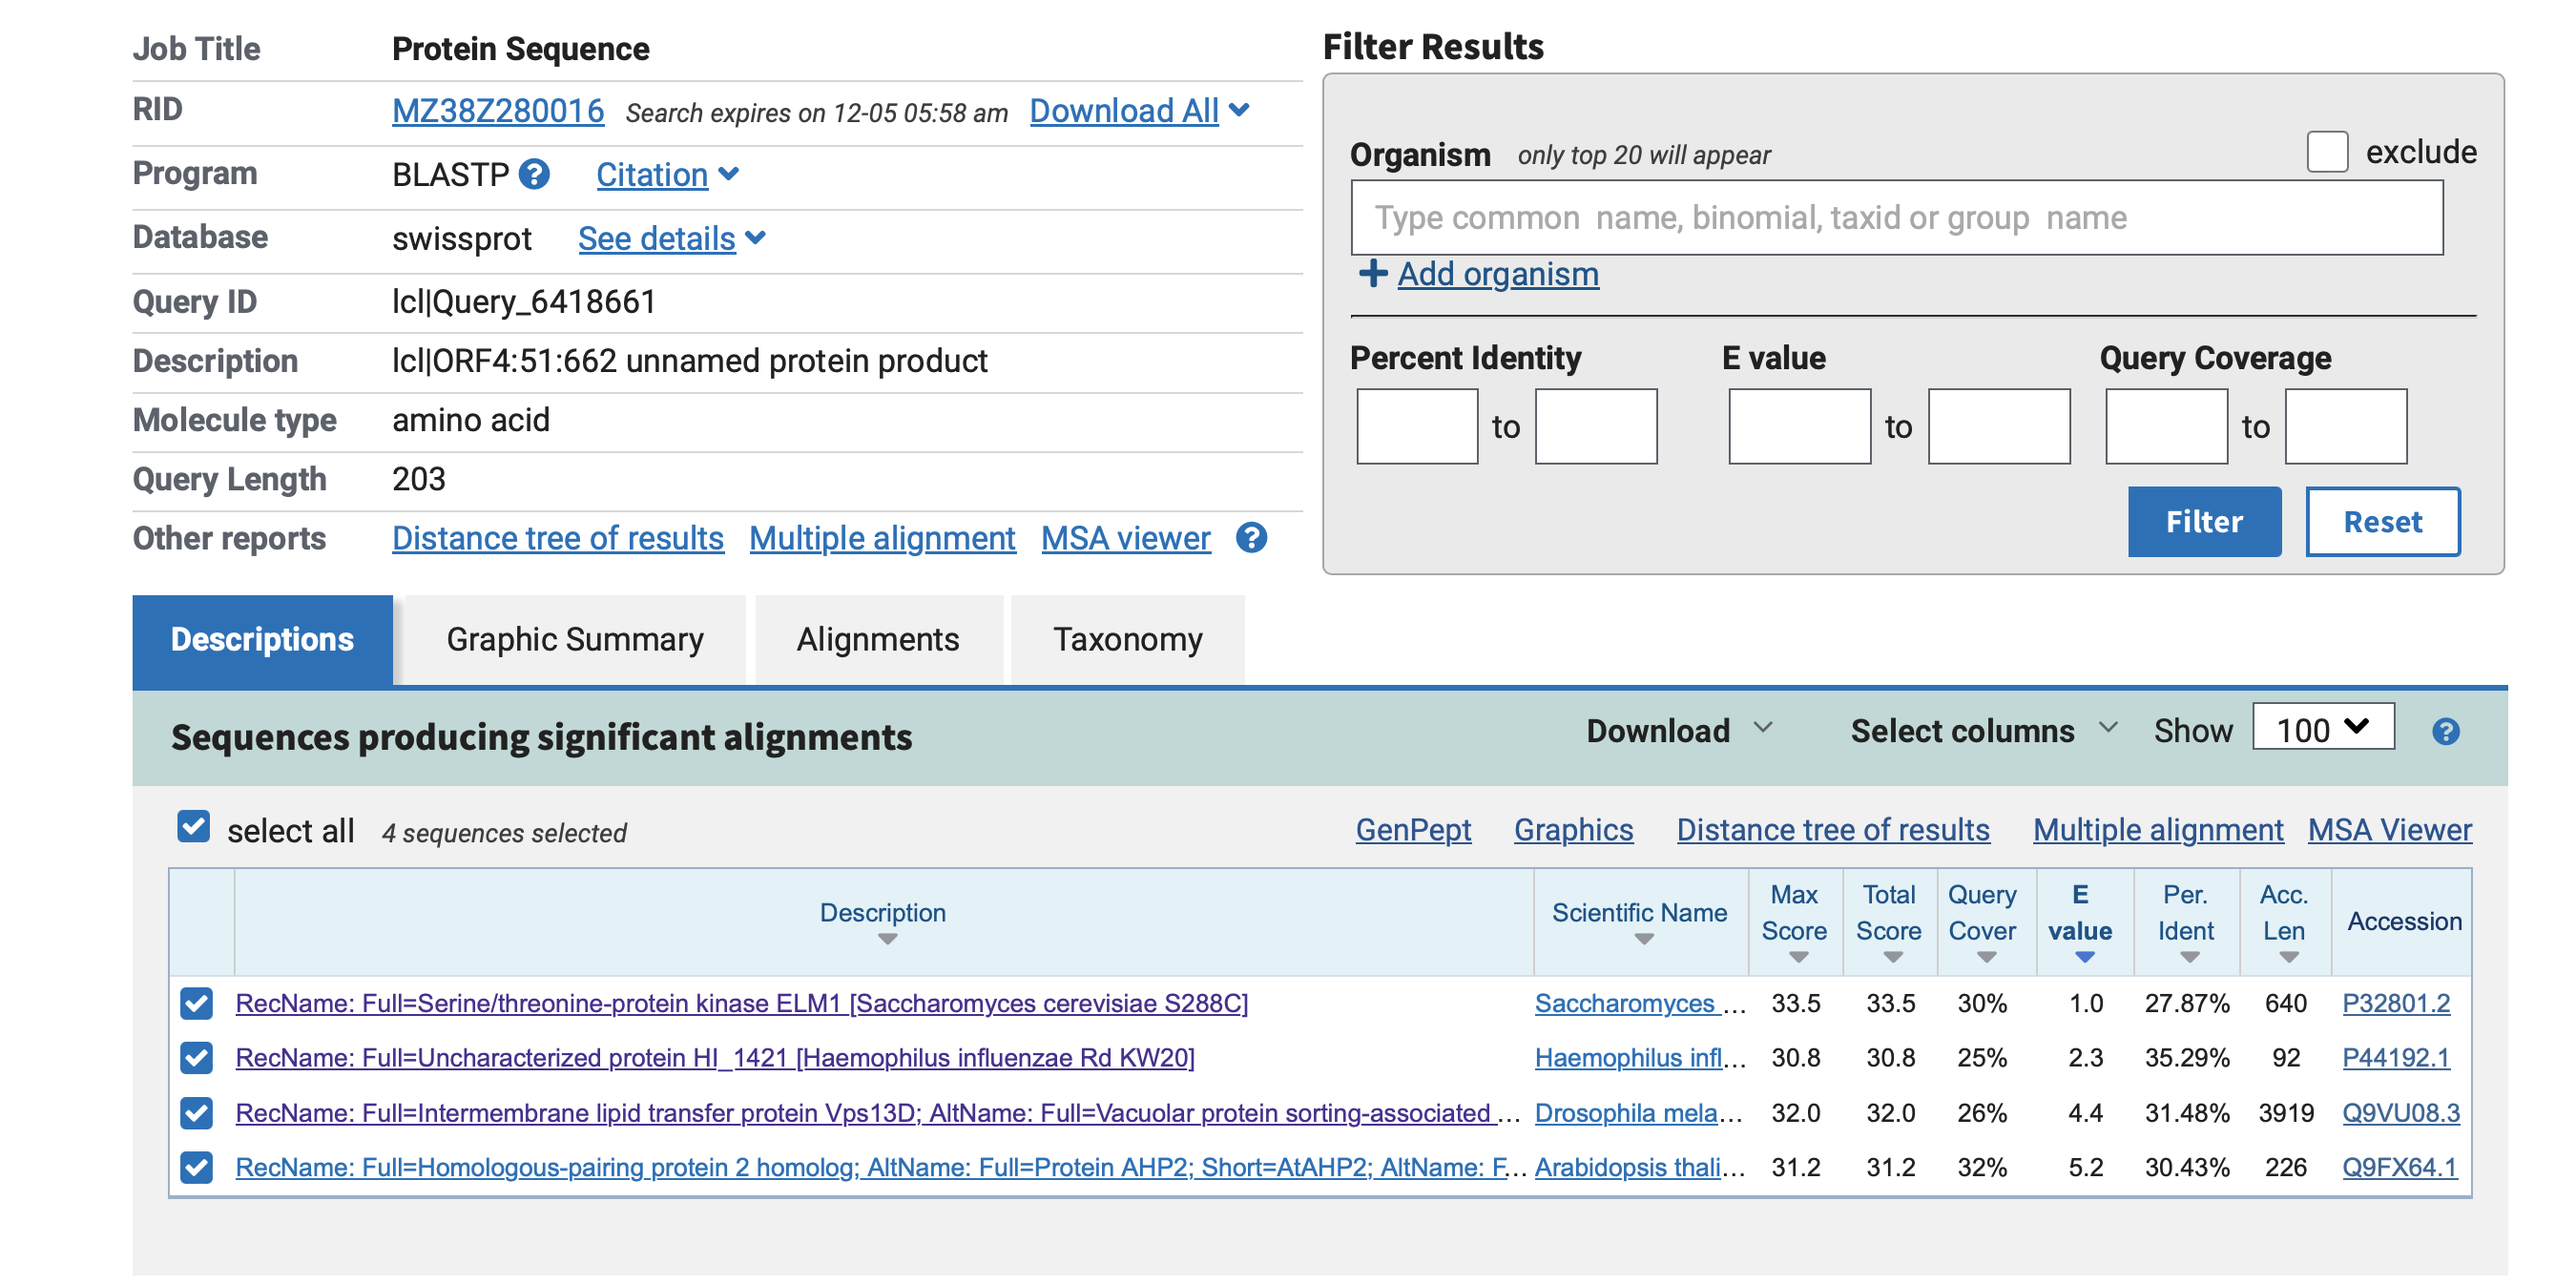 Job Title Protein Sequence
RID MZ38Z280016 Search expires on 12-05 05:58 am Download All
Program BLASTP Citation
Database swissprot See details
Query ID lcl|Query_6418661
Description lcl|ORF4:51:662 unnamed protein product
Molecule type amino acid
Query Length 203
Other reports Distance tree of results Multiple alignment MSA viewer ?
Filter Results
Organism only top 20 will appear exclude
Type common name, binomial, taxid or group name
+ Add organism
Percent Identity E value Query Coverage
to to to
Filter Reset
Descriptions Graphic Summary Alignments Taxonomy
Sequences producing significant alignments Download Select columns Show 100 ?
select all 4 sequences selected GenPept Graphics Distance tree of results Multiple alignment MSA Viewer
Description Scientific Name Max Score Total Score Query Cover E value Per. Ident Acc. Len Accession
RecName: Full=Serine/threonine-protein kinase ELM1 [Saccharomyces cerevisiae S288C] Saccharomyces ... 33.5 33.5 30% 1.0 27.87% 640 P32801.2
RecName: Full=Uncharacterized protein HI_1421 [Haemophilus influenzae Rd KW20] Haemophilus infl... 30.8 30.8 25% 2.3 35.29% 92 P44192.1
RecName: Full=Intermembrane lipid transfer protein Vps13D; AltName: Full=Vacuolar protein sorting-associated ... Drosophila mela... 32.0 32.0 26% 4.4 31.48% 3919 Q9VU08.3
RecName: Full=Homologous-pairing protein 2 homolog; AltName: Full=Protein AHP2; Short=AtAHP2; AltName: F... Arabidopsis thali... 31.2 31.2 32% 5.2 30.43% 226 Q9FX64.1